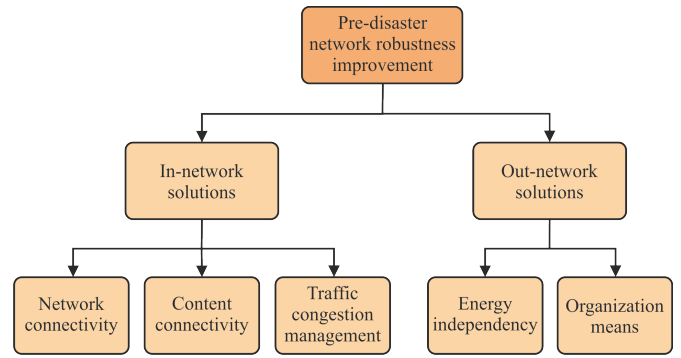 Pre-disaster
network robustness
improvement
In-network
solutions
Out-network
solutions
Network
connectivity
Content
connectivity
Traffic
congestion
management
Energy
independency
Organization
means